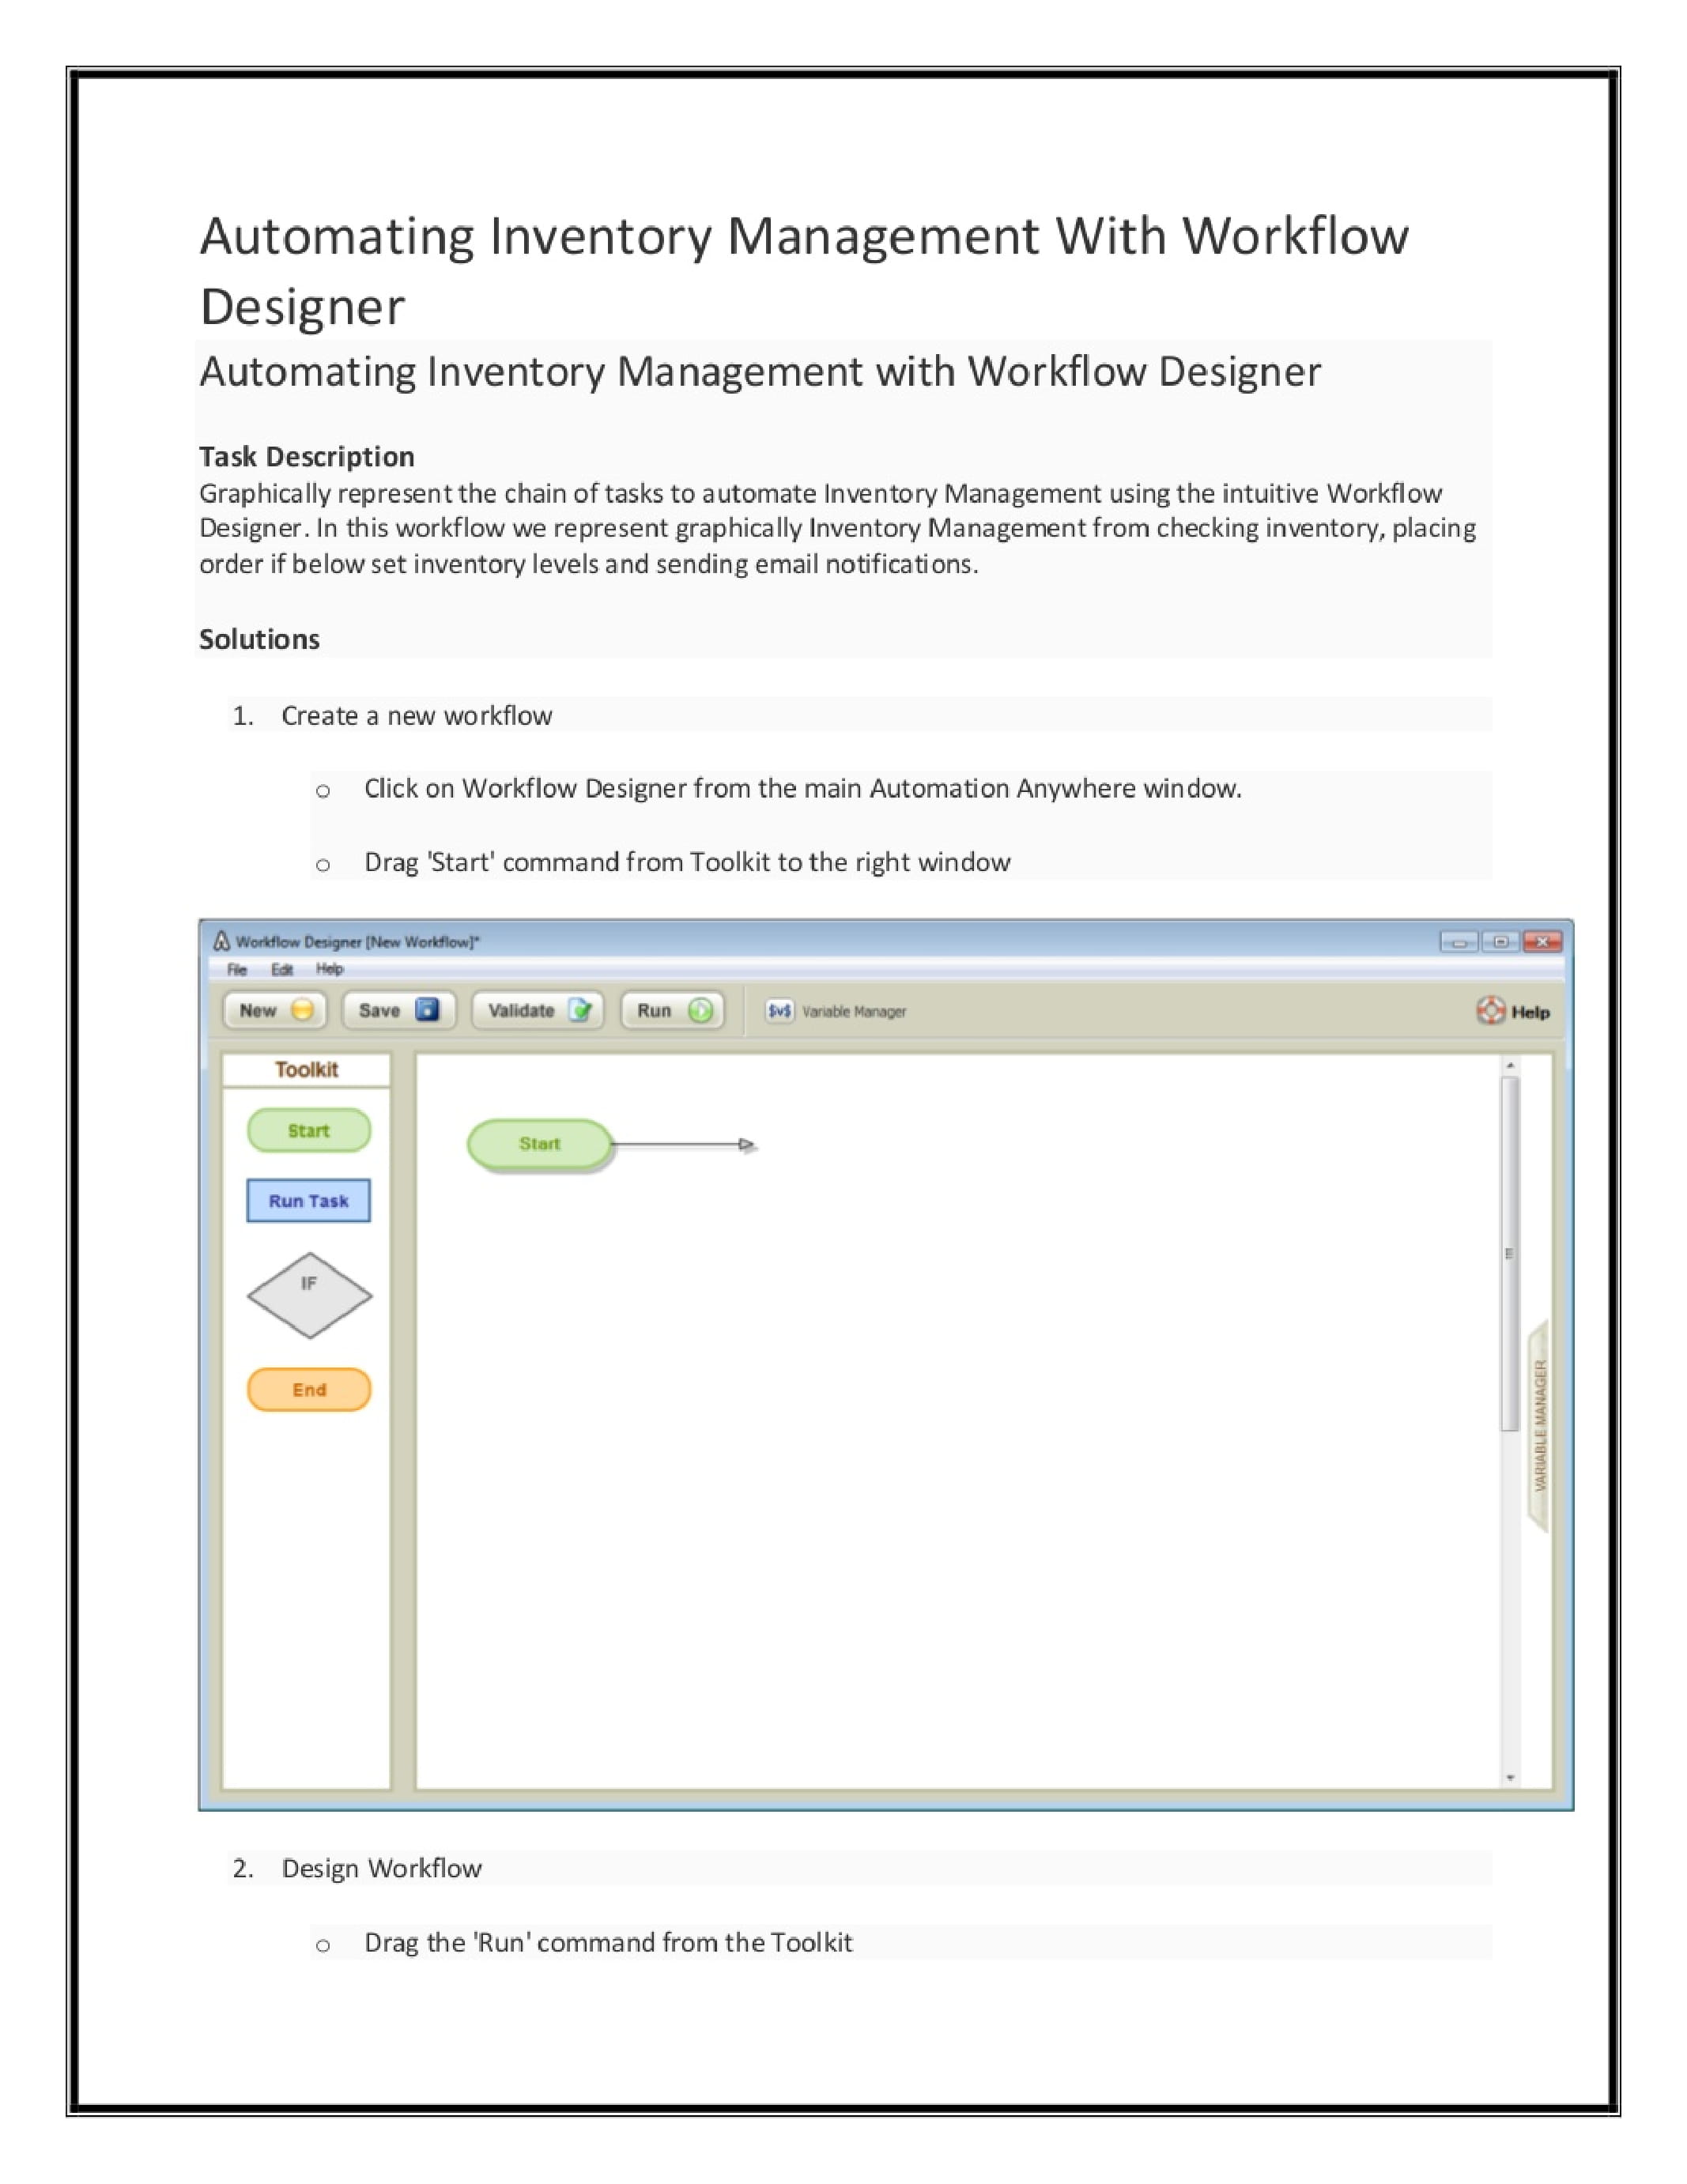 Automating Inventory Management With Workflow
Designer
Automating Inventory Management with Workflow Designer
Task Description
Graphically represent the chain of tasks to automate Inventory Management using the intuitive Workflow
Designer. In this workflow we represent graphically Inventory Management from checking inventory, placing
order if below set inventory levels and sending email notifications.
Solutions
1. Create a new workflow
o Click on Workflow Designer from the main Automation Anywhere window.
o Drag 'Start' command from Toolkit to the right window
Workflow Designer [New Workflow]*
File Edit Help
New Save Validate Run $v$ Variable Manager Help
Toolkit
Start
Start
Run Task
IF
End
VARIABLE MANAGER
2. Design Workflow
o Drag the 'Run' command from the Toolkit